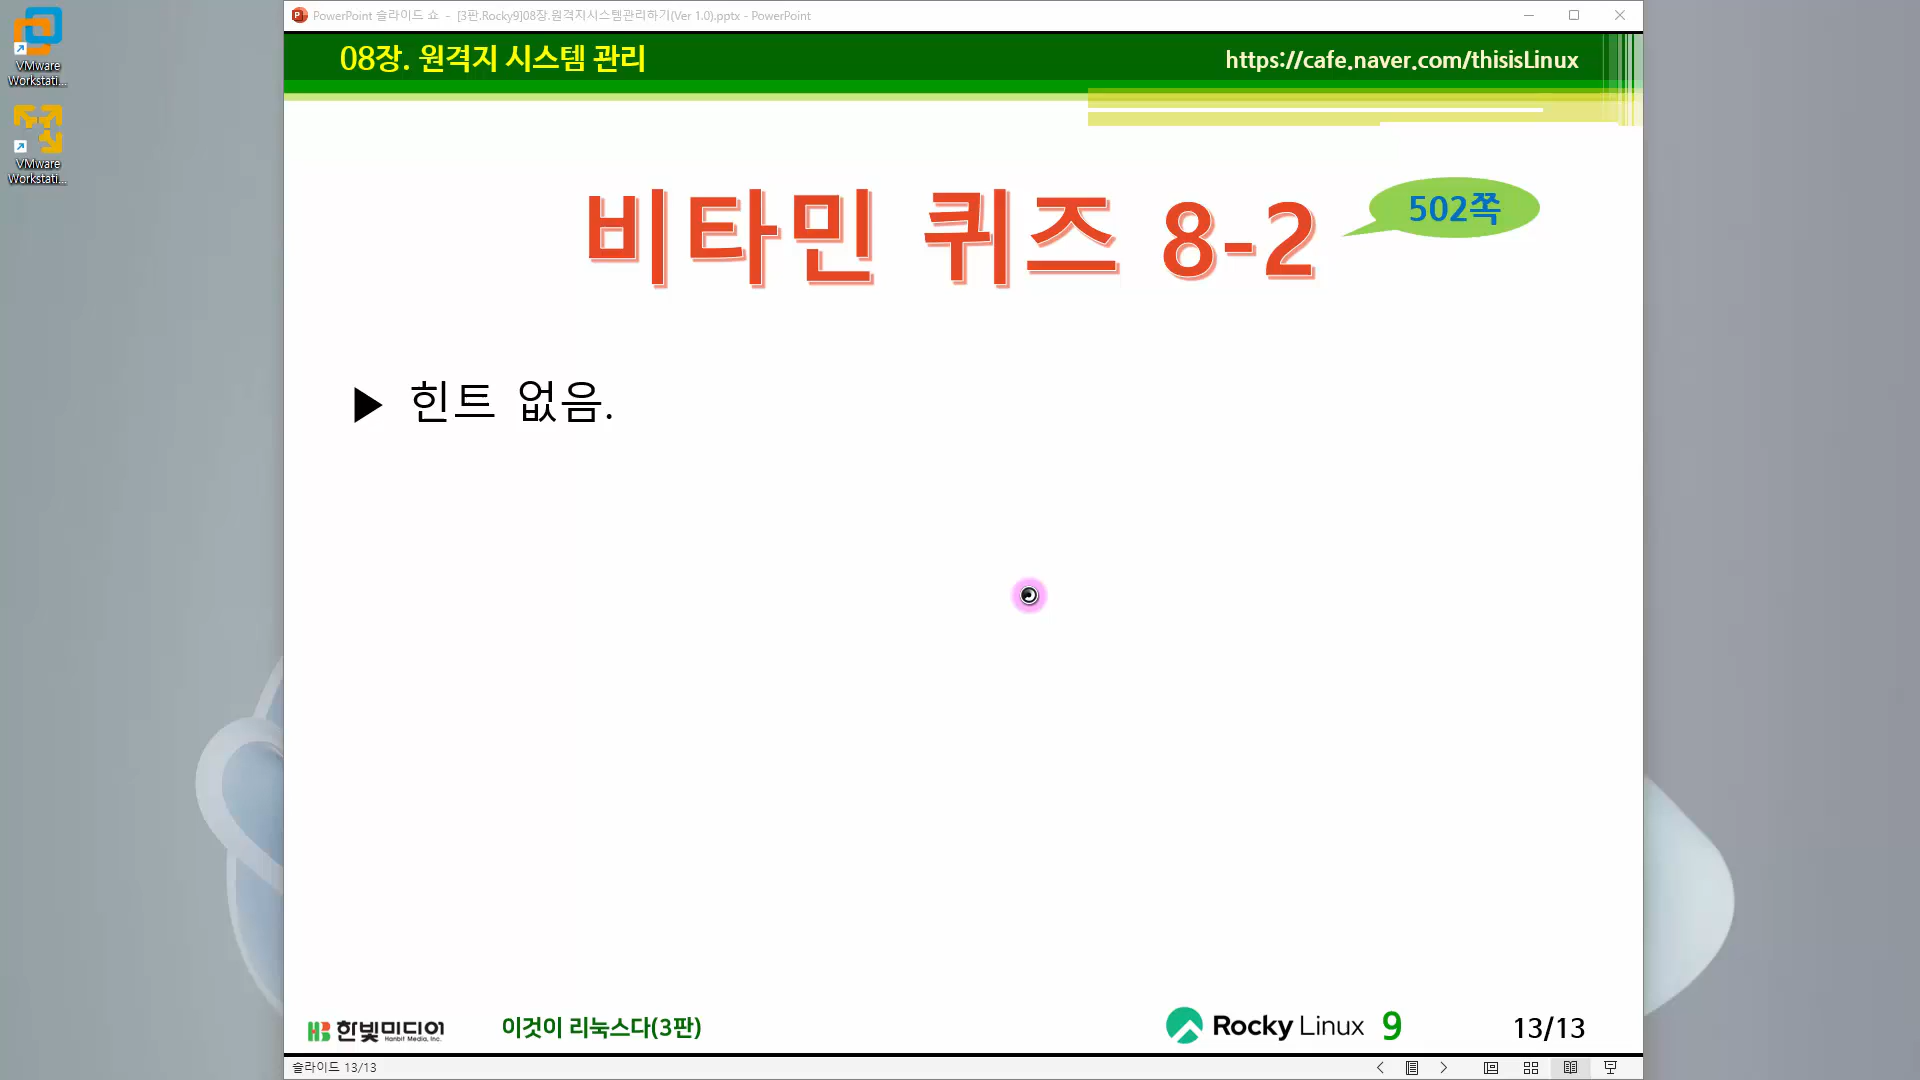 VMware
Workstati...
VMware
Workstati...
PowerPoint 슬라이드 쇼 - [3판.Rocky9]08장.원격지시스템관리하기(Ver 1.0).pptx - PowerPoint
08장. 원격지 시스템 관리
https://cafe.naver.com/thisisLinux
비타민 퀴즈 8-2
502쪽
▶ 힌트 없음.
한빛미디어
Hanbit Media, Inc.
이것이 리눅스다(3판)
Rocky Linux 9
13/13
슬라이드 13/13